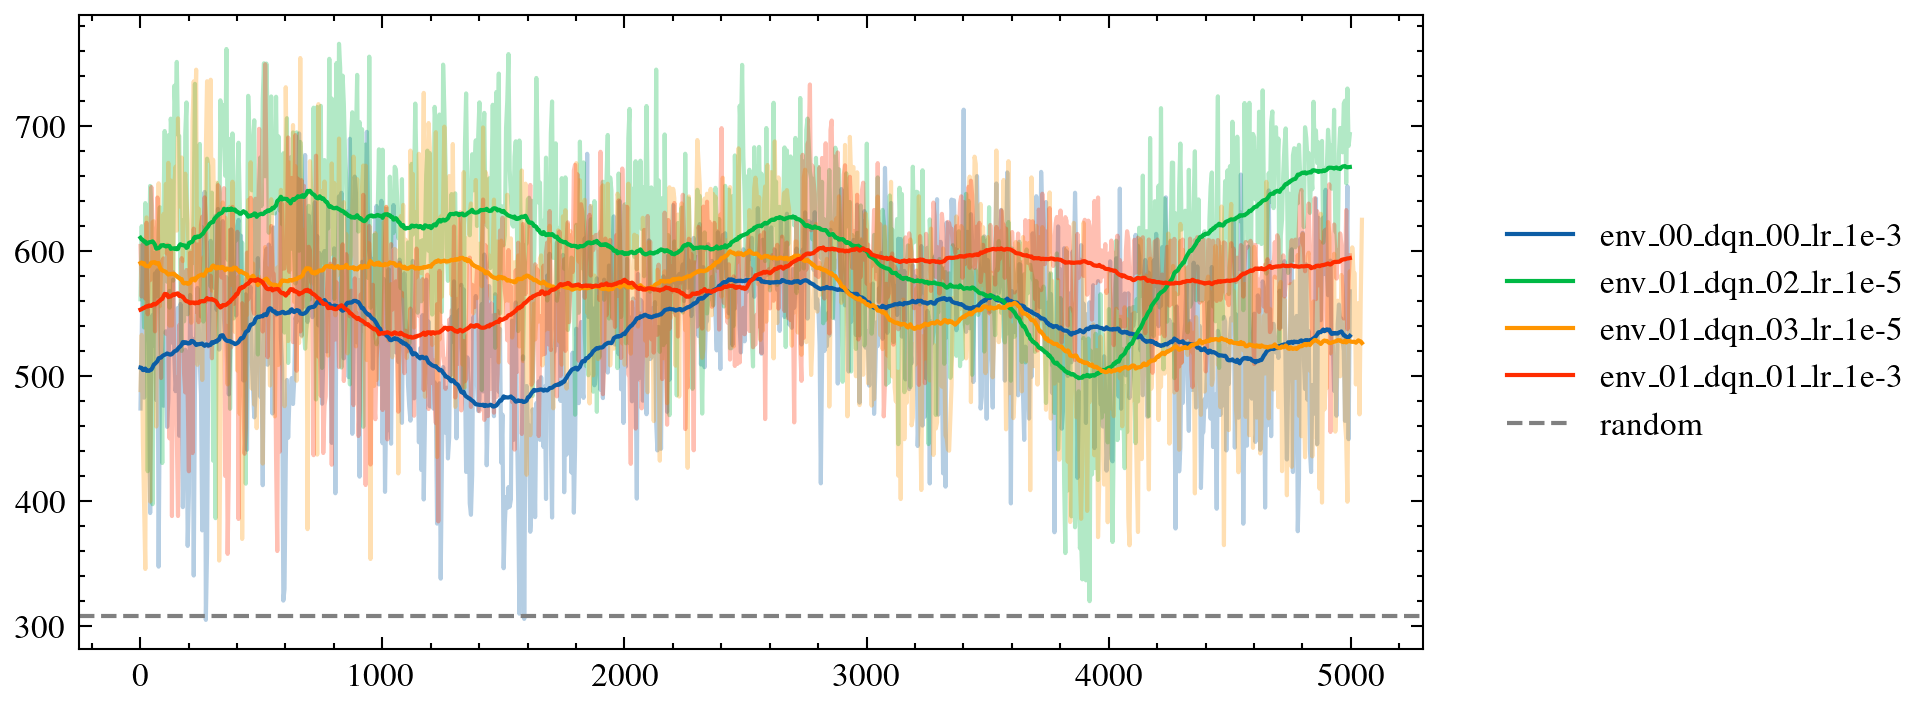 700
600
500
400
300
0 1000 2000 3000 4000 5000
env_00_dqn_00_lr_1e-3
env_01_dqn_02_lr_1e-5
env_01_dqn_03_lr_1e-5
env_01_dqn_01_lr_1e-3
random